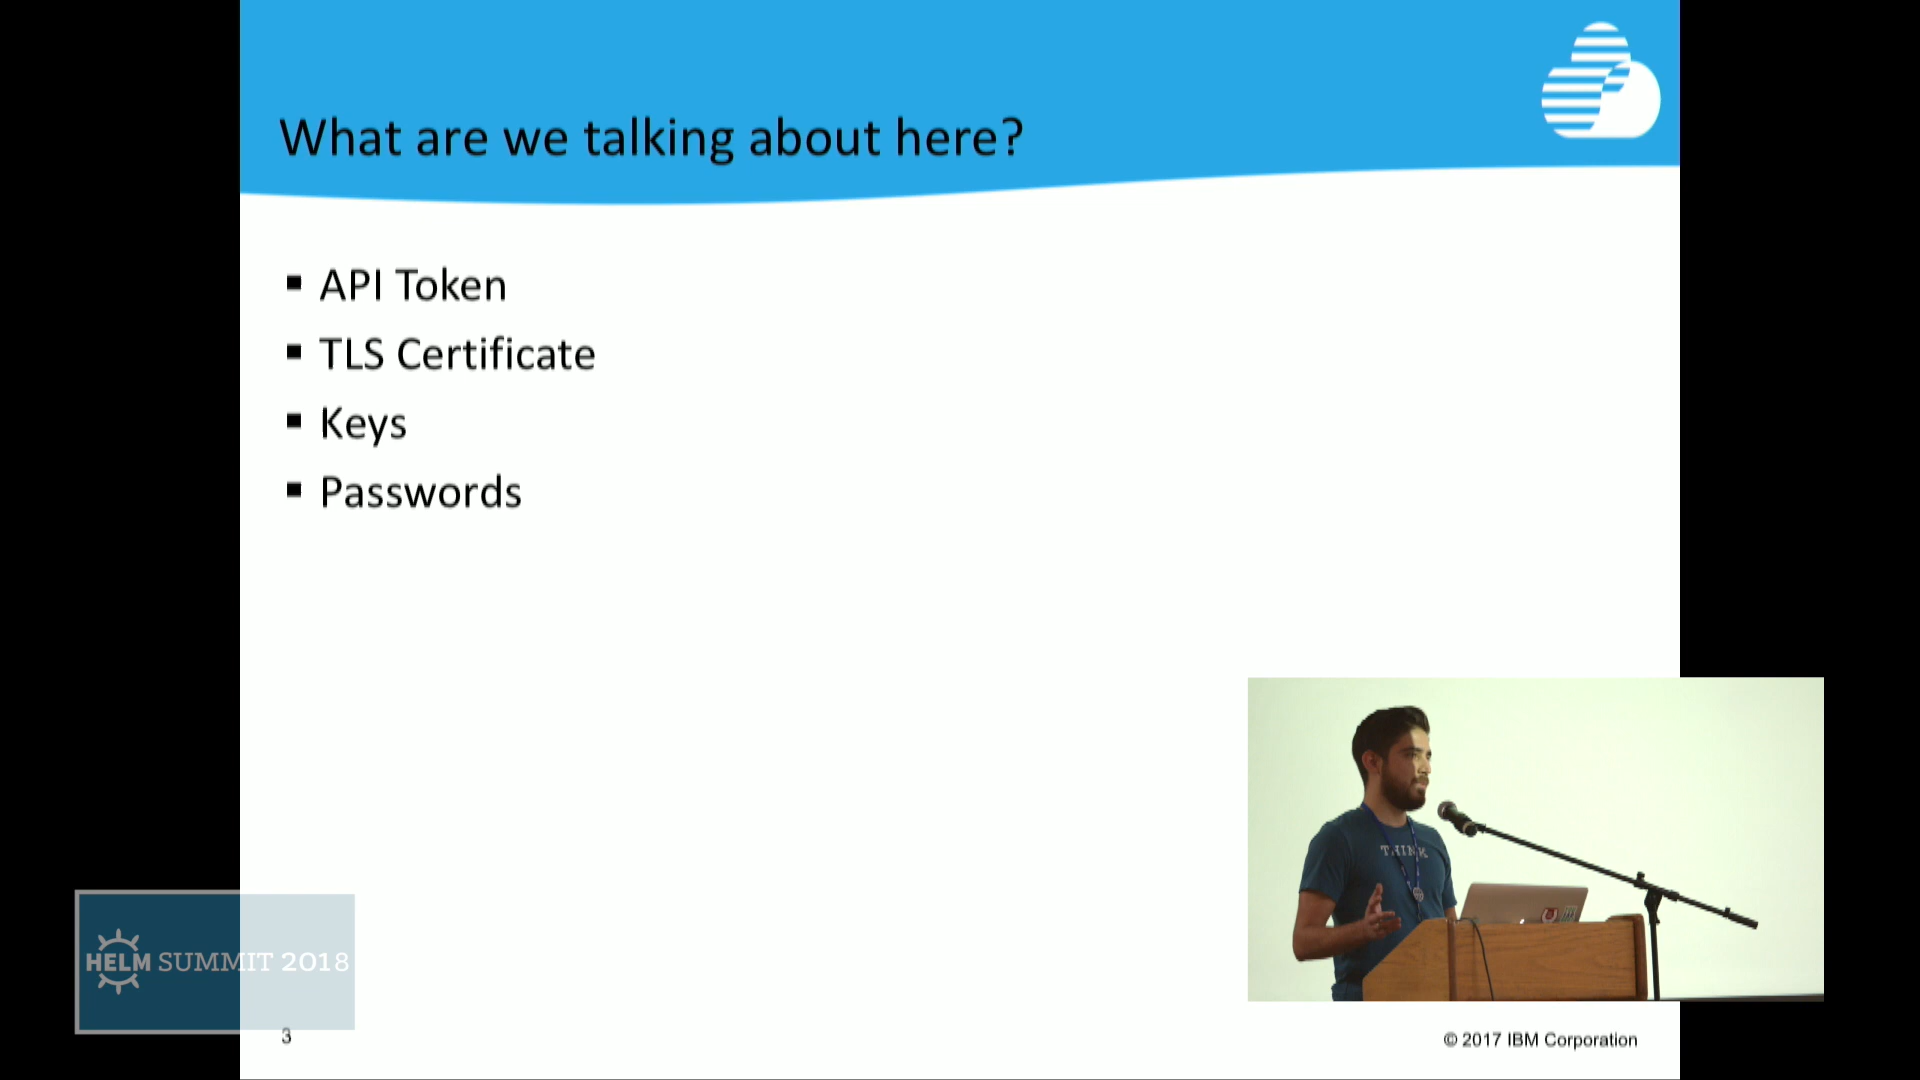 What are we talking about here?
API Token
TLS Certificate
Keys
Passwords
THINK
HELM SUMMIT 2018
3
© 2017 IBM Corporation